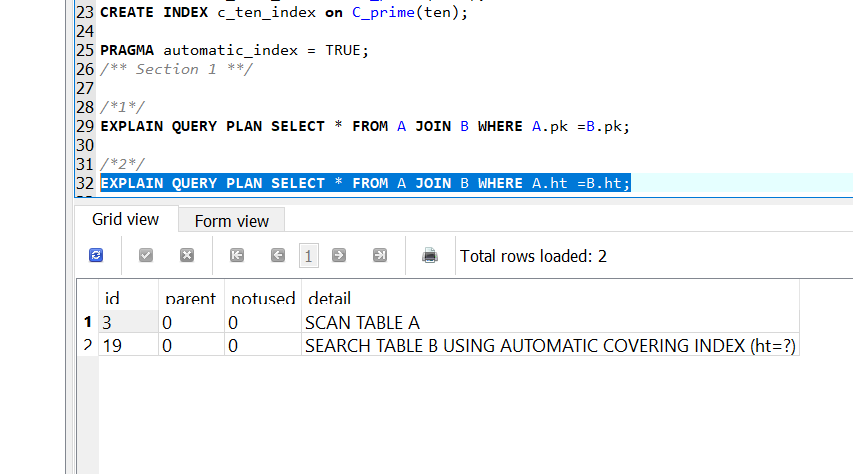 23 CREATE INDEX c_ten_index on C_prime(ten);
24
25 PRAGMA automatic_index = TRUE;
26 /** Section 1 **/
27
28 /*1*/
29 EXPLAIN QUERY PLAN SELECT * FROM A JOIN B WHERE A.pk =B.pk;
30
31 /*2*/
32 EXPLAIN QUERY PLAN SELECT * FROM A JOIN B WHERE A.ht =B.ht;
Grid view Form view
1 Total rows loaded: 2
id parent notused detail
1 3 0 0 SCAN TABLE A
2 19 0 0 SEARCH TABLE B USING AUTOMATIC COVERING INDEX (ht=?)